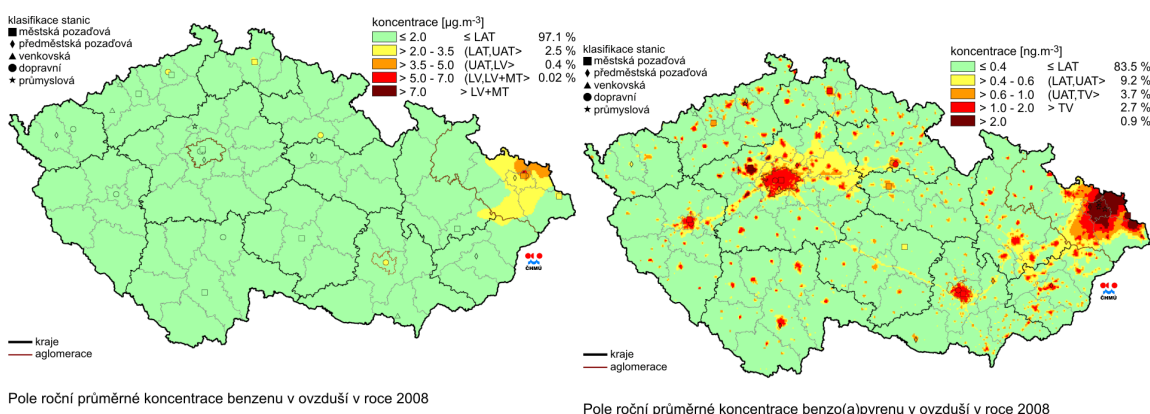 klasifikace stanic
městská pozaďová
předměstská pozaďová
venkovská
dopravní
průmyslová
koncentrace [µg.m-3]
≤ 2.0 ≤ LAT 97.1 %
> 2.0 - 3.5 (LAT,UAT> 2.5 %
> 3.5 - 5.0 (UAT,LV> 0.4 %
> 5.0 - 7.0 (LV,LV+MT> 0.02 %
> 7.0 > LV+MT
ČHMÚ
kraje
aglomerace
Pole roční průměrné koncentrace benzenu v ovzduší v roce 2008
klasifikace stanic
městská pozaďová
předměstská pozaďová
venkovská
dopravní
průmyslová
koncentrace [ng.m-3]
≤ 0.4 ≤ LAT 83.5 %
> 0.4 - 0.6 (LAT,UAT> 9.2 %
> 0.6 - 1.0 (UAT,TV> 3.7 %
> 1.0 - 2.0 > TV 2.7 %
> 2.0 0.9 %
ČHMÚ
kraje
aglomerace
Pole roční průměrné koncentrace benzo(a)pyrenu v ovzduší v roce 2008